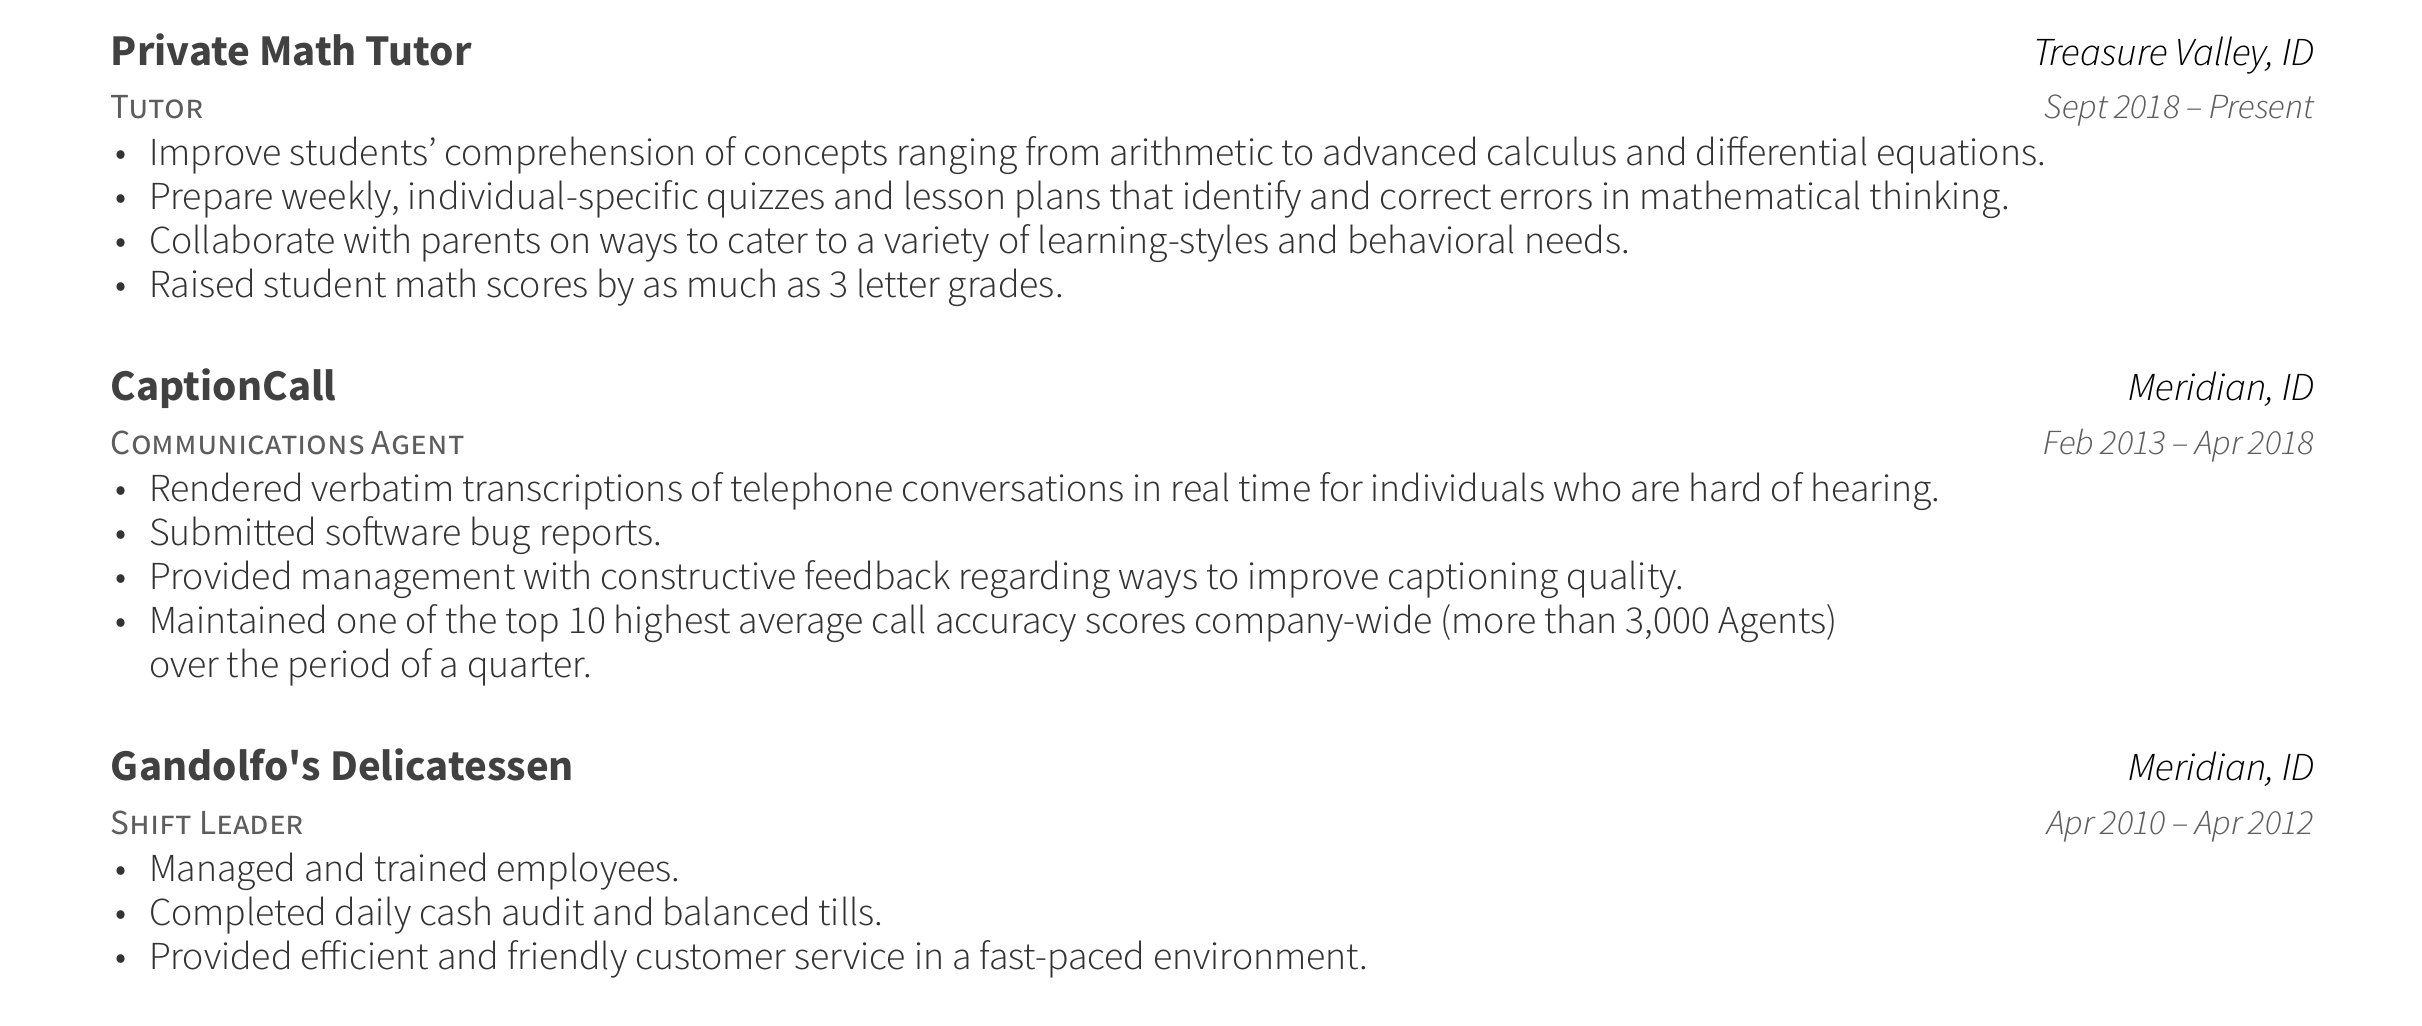 Private Math Tutor Treasure Valley, ID
Tutor Sept 2018 – Present
• Improve students’ comprehension of concepts ranging from arithmetic to advanced calculus and differential equations.
• Prepare weekly, individual-specific quizzes and lesson plans that identify and correct errors in mathematical thinking.
• Collaborate with parents on ways to cater to a variety of learning-styles and behavioral needs.
• Raised student math scores by as much as 3 letter grades.
CaptionCall Meridian, ID
Communications Agent Feb 2013 – Apr 2018
• Rendered verbatim transcriptions of telephone conversations in real time for individuals who are hard of hearing.
• Submitted software bug reports.
• Provided management with constructive feedback regarding ways to improve captioning quality.
• Maintained one of the top 10 highest average call accuracy scores company-wide (more than 3,000 Agents)
over the period of a quarter.
Gandolfo's Delicatessen Meridian, ID
Shift Leader Apr 2010 – Apr 2012
• Managed and trained employees.
• Completed daily cash audit and balanced tills.
• Provided efficient and friendly customer service in a fast-paced environment.